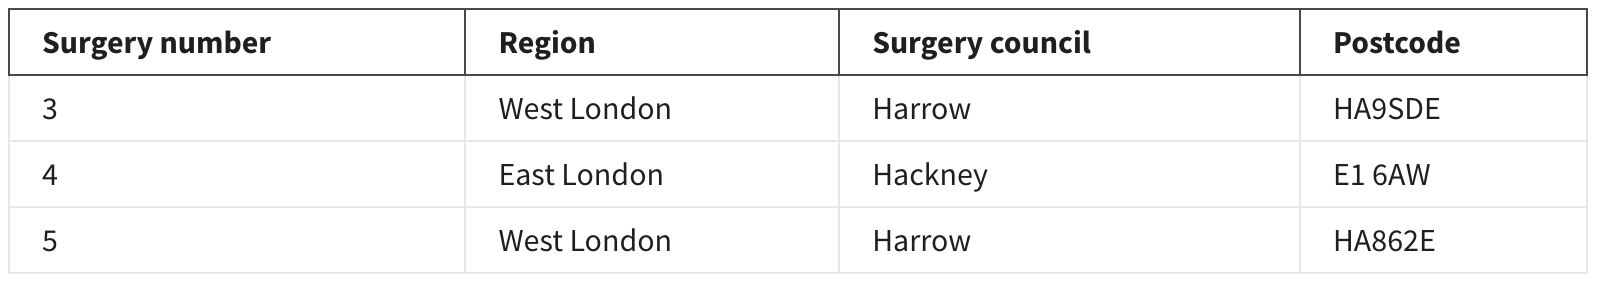 Surgery number Region Surgery council Postcode
3 West London Harrow HA9SDE
4 East London Hackney E1 6AW
5 West London Harrow HA862E